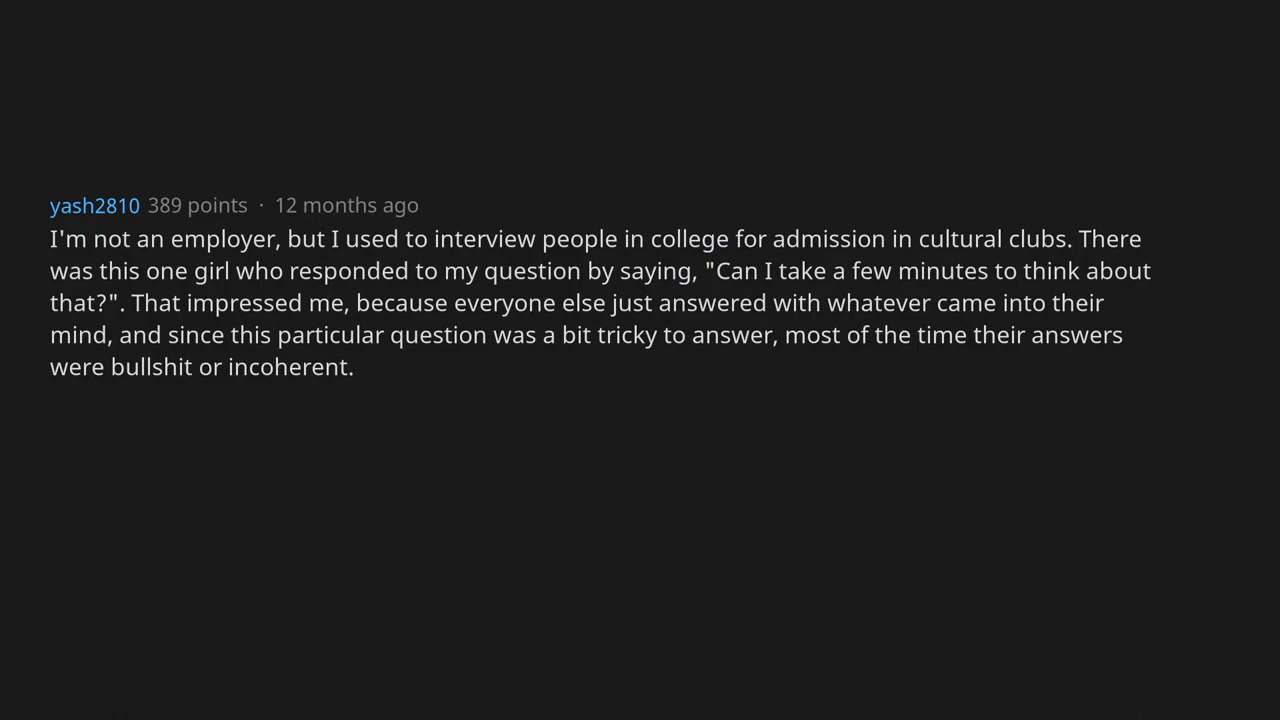 yash2810 389 points · 12 months ago
I'm not an employer, but I used to interview people in college for admission in cultural clubs. There
was this one girl who responded to my question by saying, "Can I take a few minutes to think about
that?". That impressed me, because everyone else just answered with whatever came into their
mind, and since this particular question was a bit tricky to answer, most of the time their answers
were bullshit or incoherent.